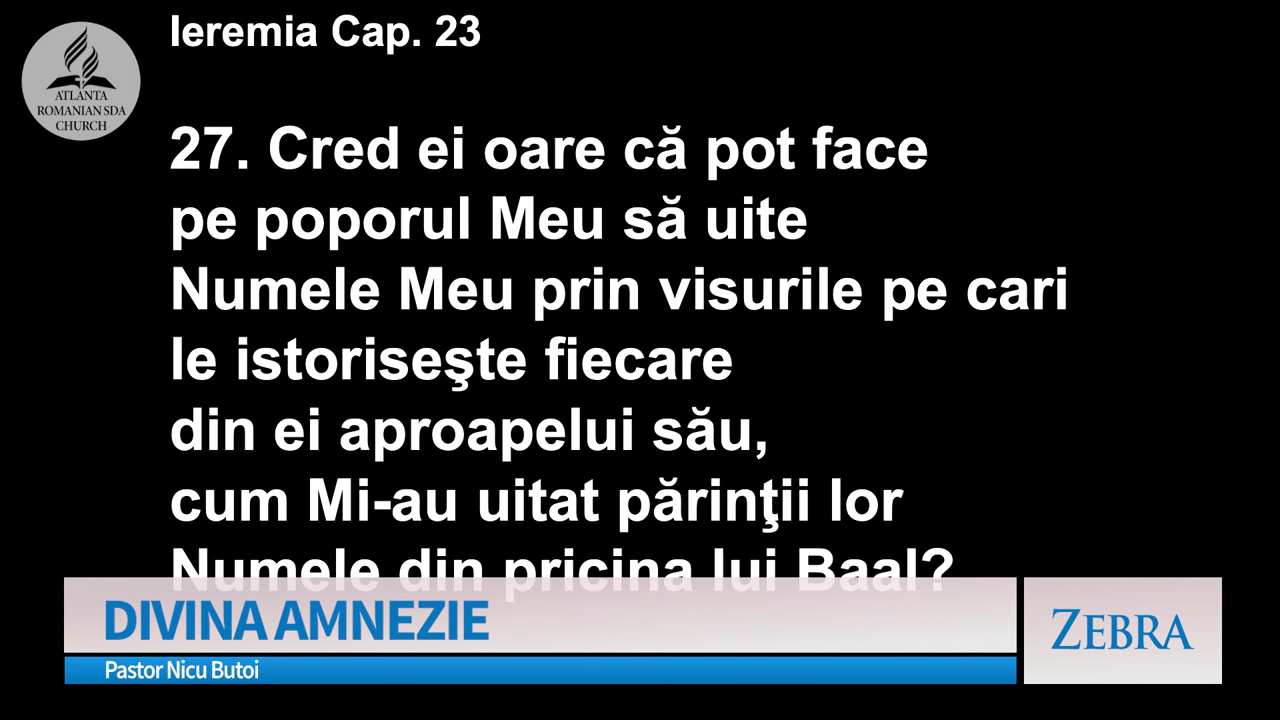 Ieremia Cap. 23
ATLANTA
ROMANIAN SDA
CHURCH
27. Cred ei oare că pot face
pe poporul Meu să uite
Numele Meu prin visurile pe cari
le istoriseşte fiecare
din ei aproapelui său,
cum Mi-au uitat părinţii lor
Numele din pricina lui Baal?
DIVINA AMNEZIE
Pastor Nicu Butoi
ZEBRA